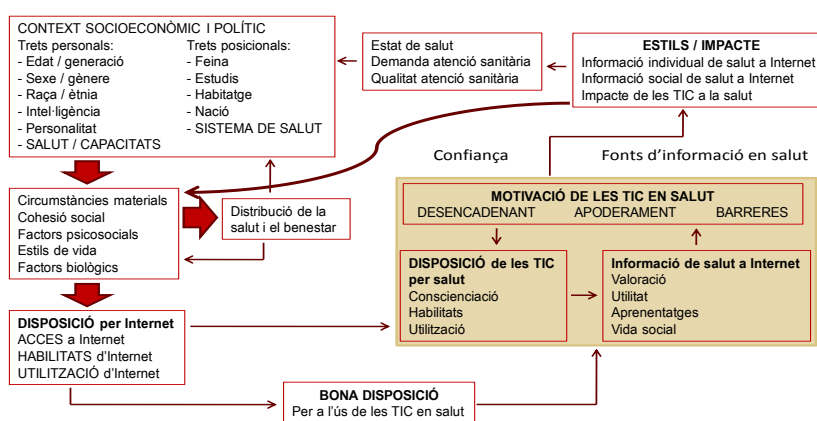 CONTEXT SOCIOECONÒMIC I POLÍTIC
Trets personals:
- Edat / generació
- Sexe / gènere
- Raça / ètnia
- Intel·ligència
- Personalitat
- SALUT / CAPACITATS
Trets posicionals:
- Feina
- Estudis
- Habitatge
- Nació
- SISTEMA DE SALUT
Estat de salut
Demanda atenció sanitària
Qualitat atenció sanitària
ESTILS / IMPACTE
Informació individual de salut a Internet
Informació social de salut a Internet
Impacte de les TIC a la salut
Confiança
Fonts d'informació en salut
Circumstàncies materials
Cohesió social
Factors psicosocials
Estils de vida
Factors biològics
Distribució de la
salut i el benestar
MOTIVACIÓ DE LES TIC EN SALUT
DESENCADENANT APODERAMENT BARRERES
DISPOSICIÓ de les TIC
per salut
Conscienciació
Habilitats
Utilització
Informació de salut a Internet
Valoració
Utilitat
Aprenentatges
Vida social
DISPOSICIÓ per Internet
ACCES a Internet
HABILITATS d'Internet
UTILITZACIÓ d'Internet
BONA DISPOSICIÓ
Per a l'ús de les TIC en salut